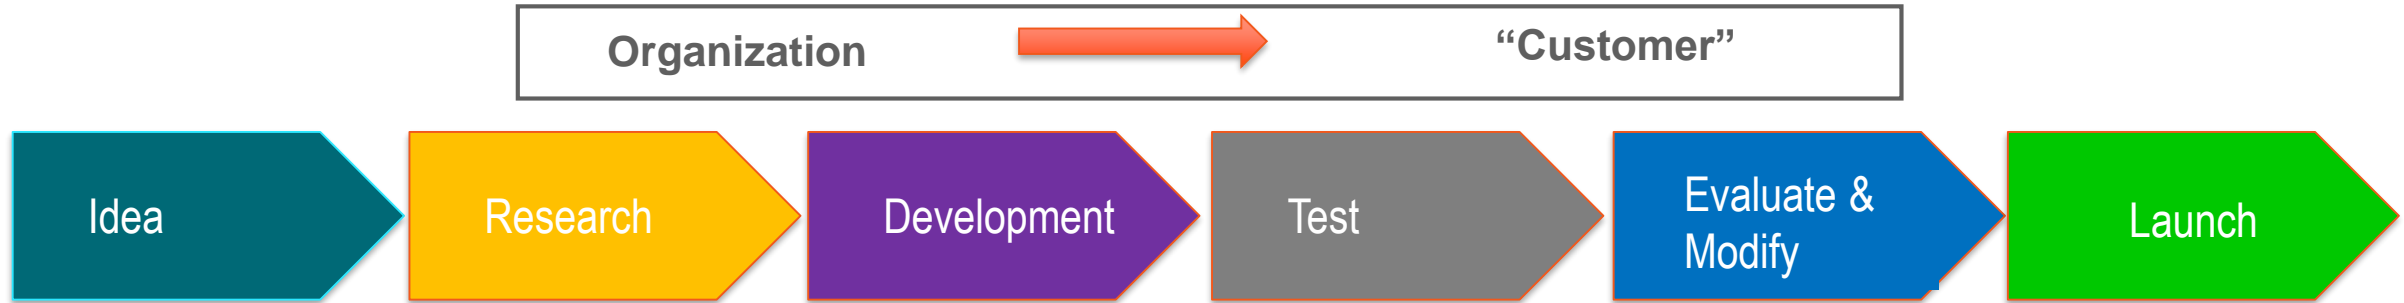 Organization
“Customer”
Idea
Research
Development
Test
Evaluate &
Modify
Launch